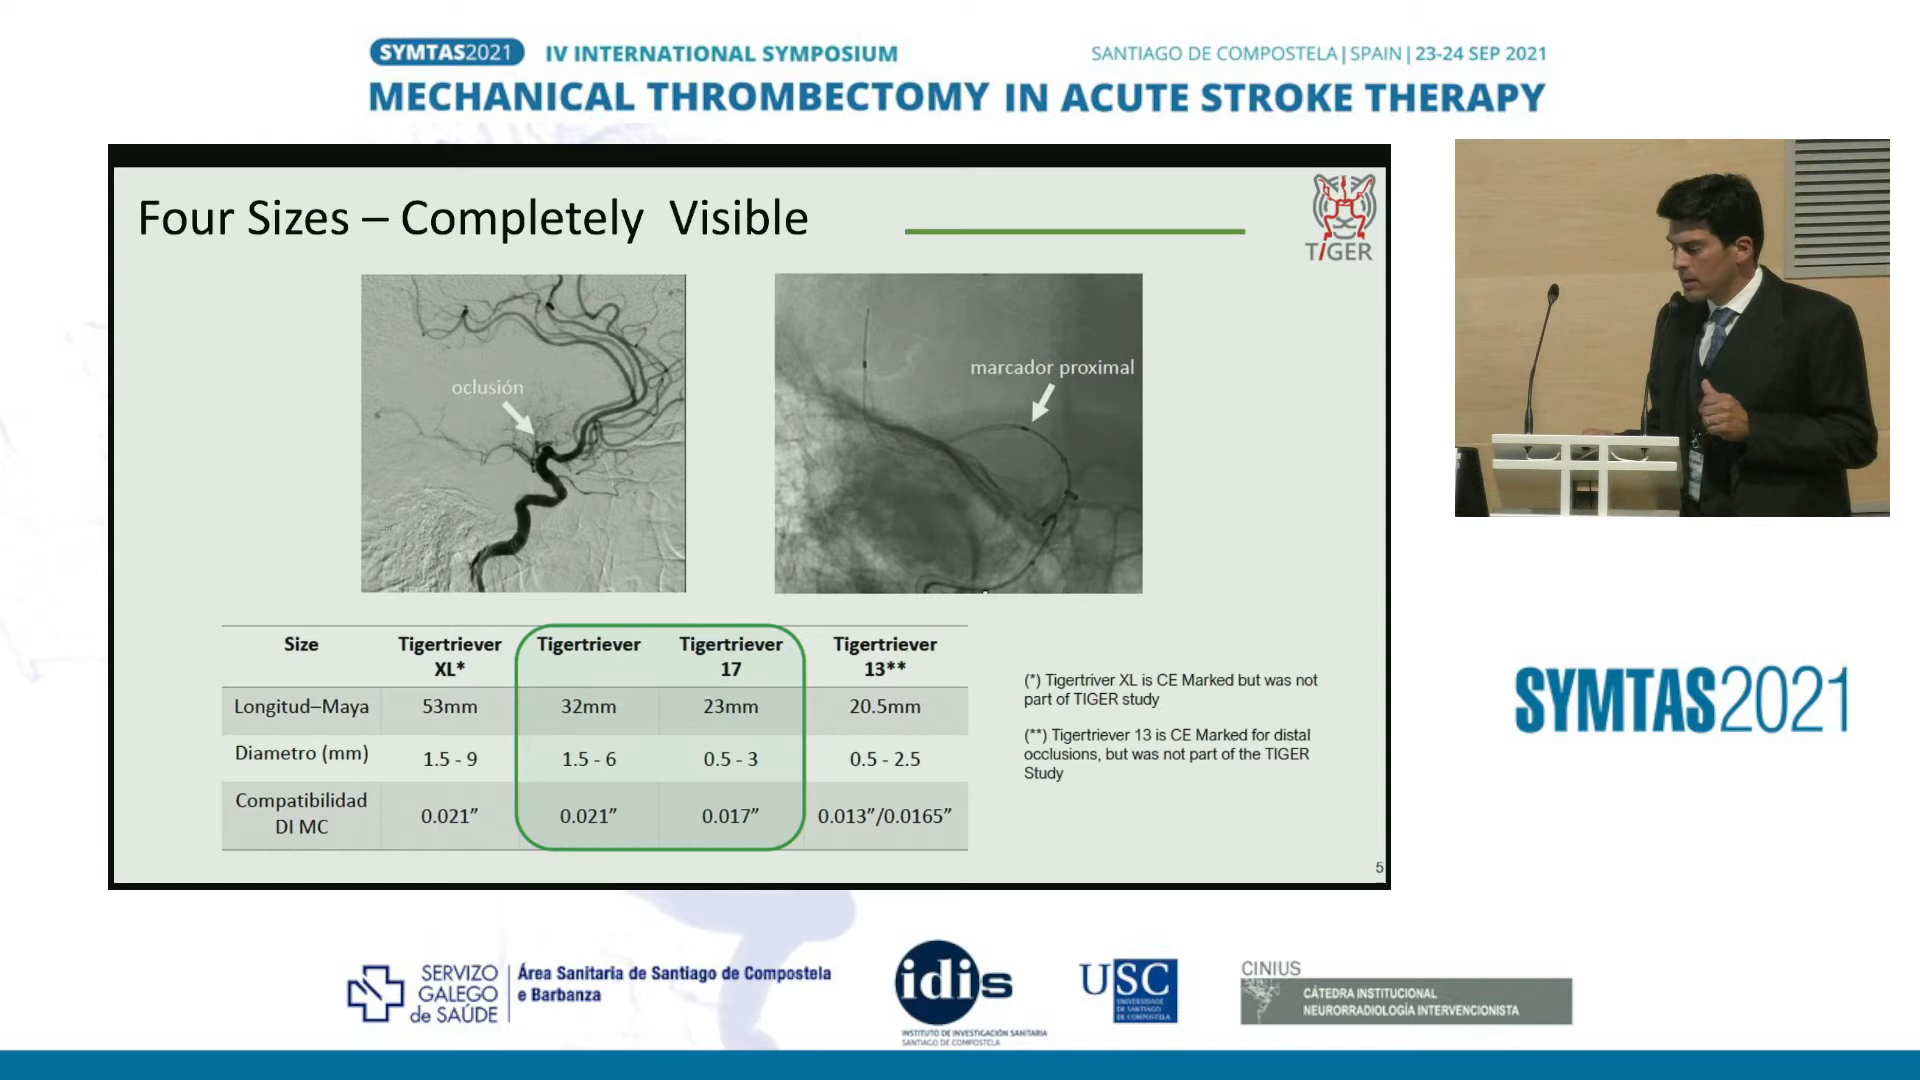 SYMTAS2021 IV INTERNATIONAL SYMPOSIUM
SANTIAGO DE COMPOSTELA | SPAIN | 23-24 SEP 2021
MECHANICAL THROMBECTOMY IN ACUTE STROKE THERAPY
Four Sizes – Completely Visible
TIGER
oclusión
marcador proximal
Size Tigertriever XL* Tigertriever Tigertriever 17 Tigertriever 13**
Longitud–Maya 53mm 32mm 23mm 20.5mm
Diametro (mm) 1.5 - 9 1.5 - 6 0.5 - 3 0.5 - 2.5
Compatibilidad DI MC 0.021” 0.021” 0.017” 0.013”/0.0165”
(*) Tigertriver XL is CE Marked but was not
part of TIGER study
(**) Tigertriever 13 is CE Marked for distal
occlusions, but was not part of the TIGER
Study
5
SYMTAS2021
SERVIZO
GALEGO
de SAÚDE
Área Sanitaria de Santiago de Compostela
e Barbanza
idis
INSTITUTO DE INVESTIGACIÓN SANITARIA
SANTIAGO DE COMPOSTELA
USC
UNIVERSIDADE
DE SANTIAGO
DE COMPOSTELA
CINIUS
CÁTEDRA INSTITUCIONAL
NEURORRADIOLOGÍA INTERVENCIONISTA